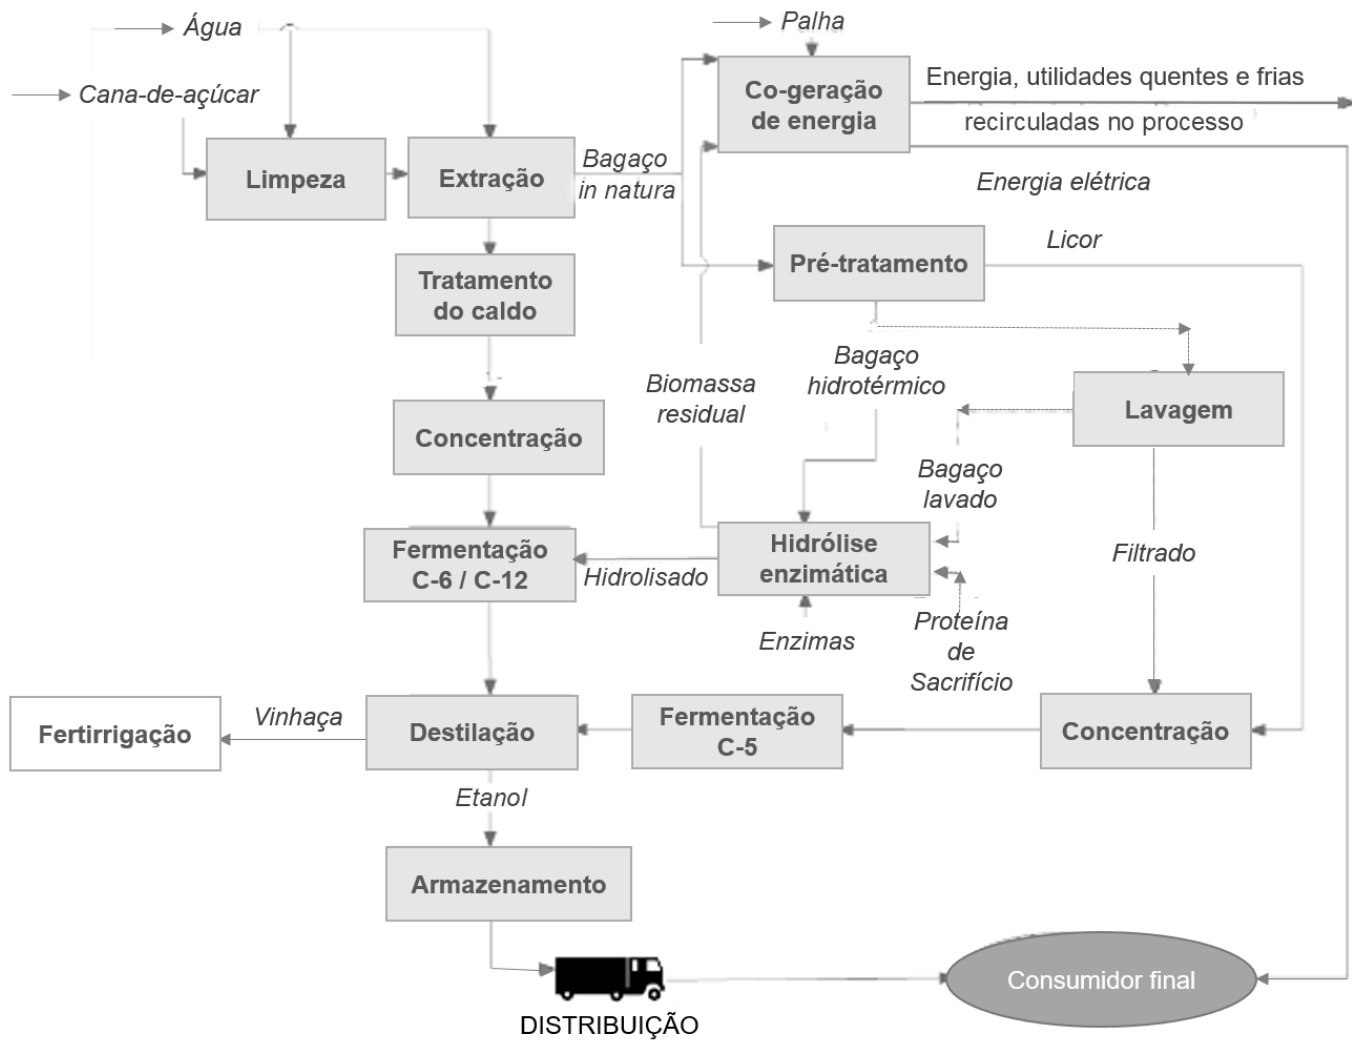 Água
Palha
Cana-de-açúcar
Co-geração
de energia
Energia, utilidades quentes e frias
recirculadas no processo
Limpeza
Extração
Bagaço
in natura
Energia elétrica
Tratamento
do caldo
Pré-tratamento
Licor
Bagaço
hidrotérmico
Biomassa
residual
Lavagem
Concentração
Bagaço
lavado
Fermentação
C-6 / C-12
Hidrolisado
Hidrólise
enzimática
Filtrado
Enzimas
Proteína
de
Sacrifício
Fertirrigação
Vinhaça
Destilação
Fermentação
C-5
Concentração
Etanol
Armazenamento
DISTRIBUIÇÃO
Consumidor final